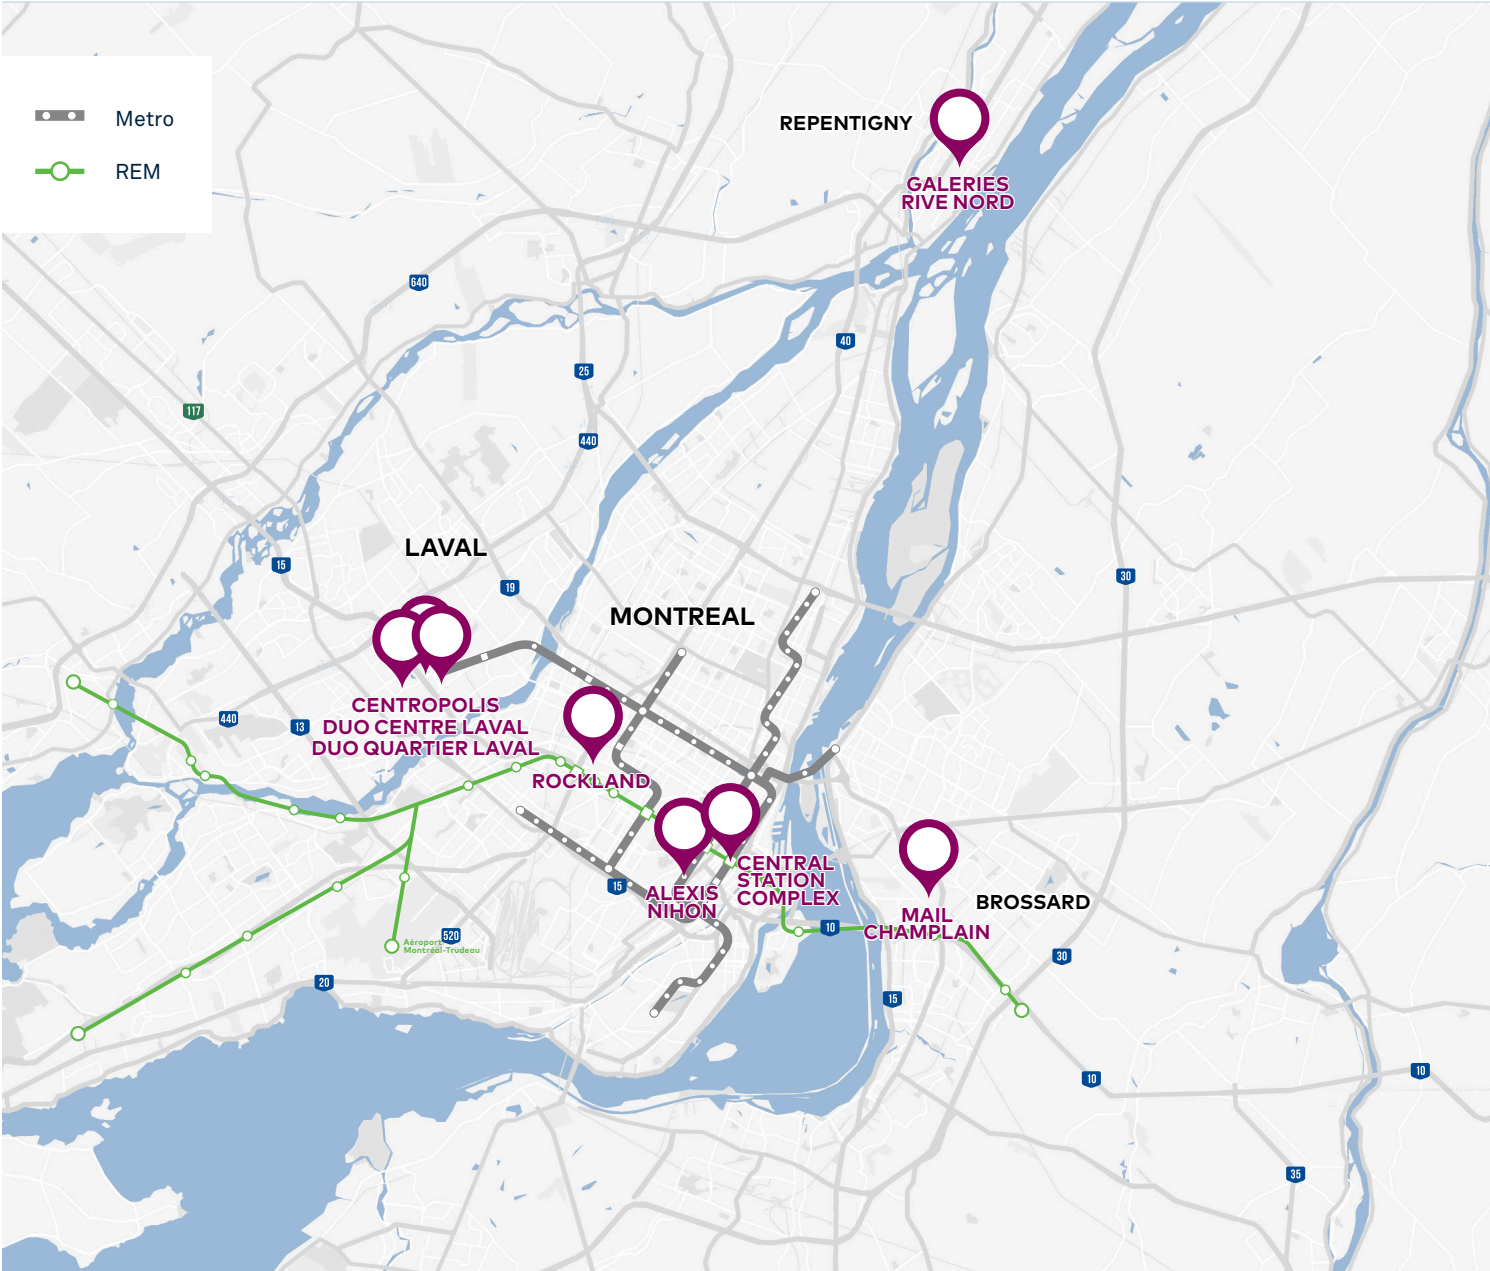 Metro
REM
REPENTIGNY
GALERIES
RIVE NORD
640
40
25
117
440
LAVAL
15
19
30
MONTREAL
CENTROPOLIS
DUO CENTRE LAVAL
DUO QUARTIER LAVAL
440
13
ROCKLAND
CENTRAL
STATION
COMPLEX
15
ALEXIS
NIHON
BROSSARD
MAIL
CHAMPLAIN
10
520
Aéroport
Montréal-Trudeau
30
20
15
10
10
35